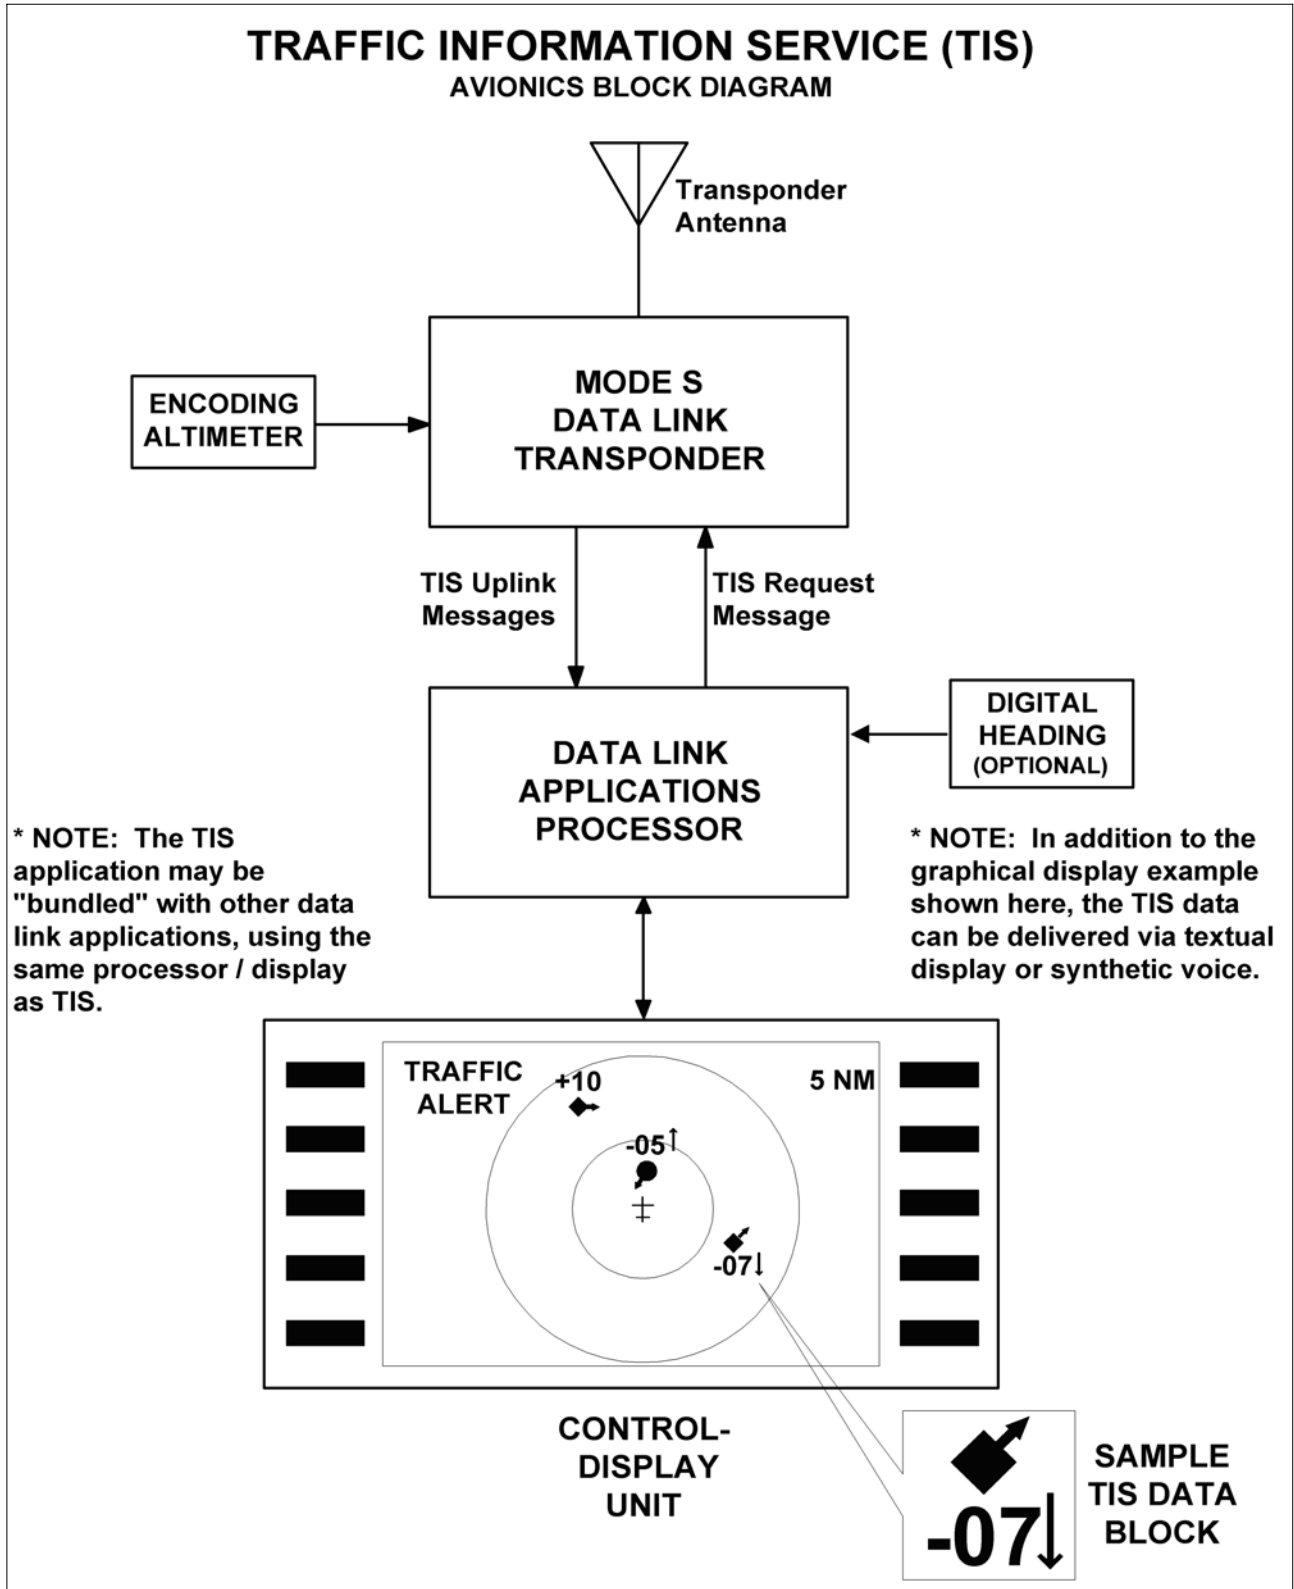 TRAFFIC INFORMATION SERVICE (TIS)
AVIONICS BLOCK DIAGRAM
Transponder
Antenna
MODE S
DATA LINK
TRANSPONDER
ENCODING
ALTIMETER
TIS Uplink
Messages
TIS Request
Message
DATA LINK
APPLICATIONS
PROCESSOR
DIGITAL
HEADING
(OPTIONAL)
* NOTE: The TIS
application may be
"bundled" with other data
link applications, using the
same processor / display
as TIS.
* NOTE: In addition to the
graphical display example
shown here, the TIS data
can be delivered via textual
display or synthetic voice.
TRAFFIC
ALERT
+10
5 NM
-05↑
-07↓
CONTROL-
DISPLAY
UNIT
-07↓
SAMPLE
TIS DATA
BLOCK